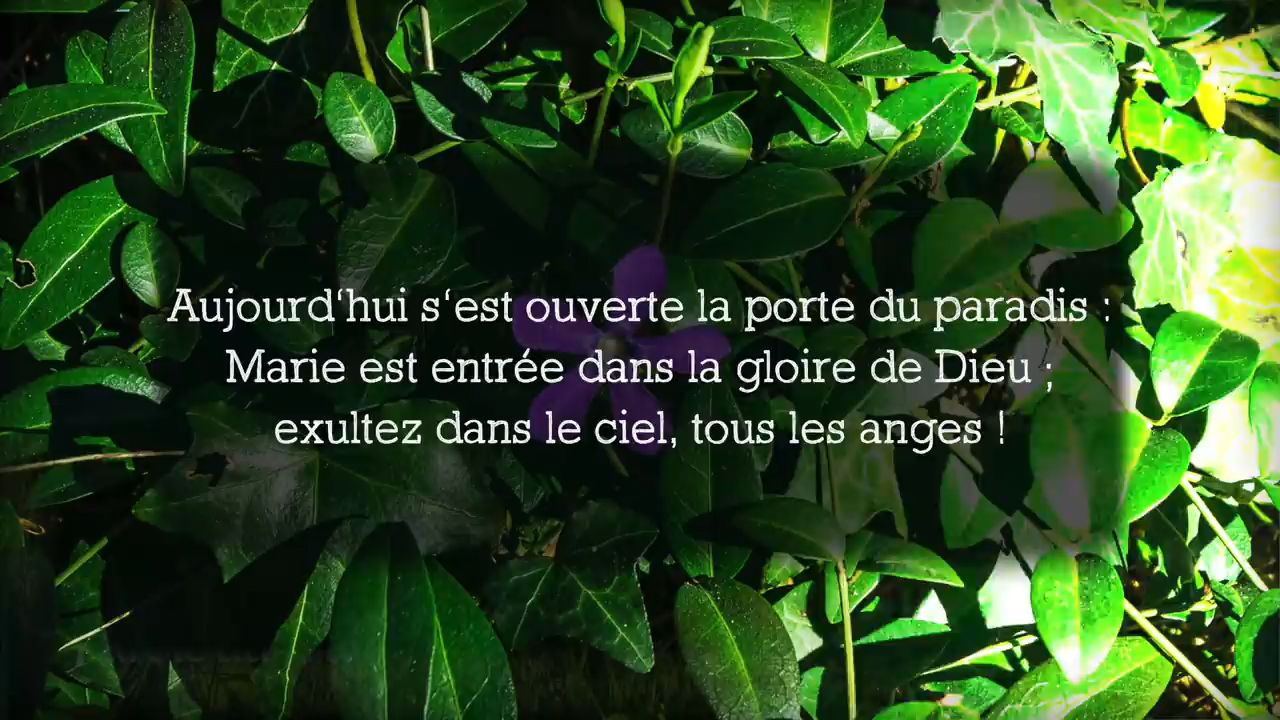 Aujourd‘hui s‘est ouverte la porte du paradis :
Marie est entrée dans la gloire de Dieu ;
exultez dans le ciel, tous les anges !